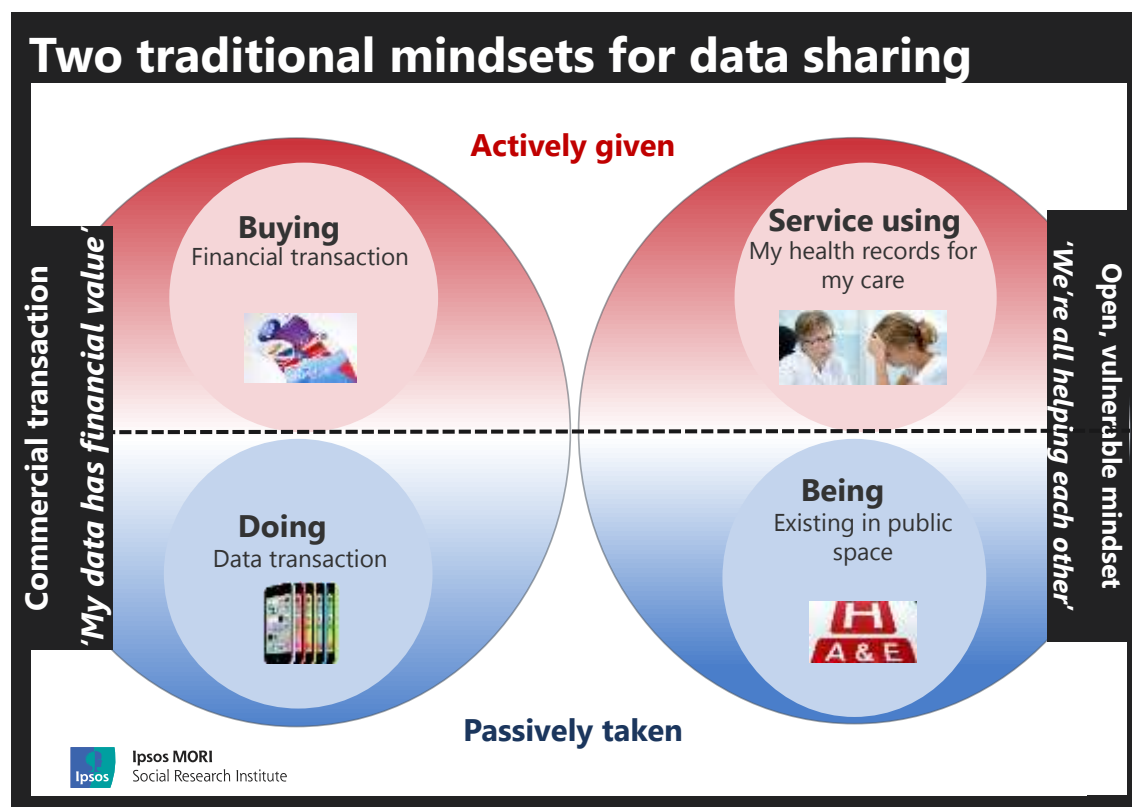 Two traditional mindsets for data sharing
Actively given
Commercial transaction
'My data has financial value'
Buying
Financial transaction
Service using
My health records for
my care
Doing
Data transaction
Being
Existing in public
space
H
A & E
'We're all helping each other'
Open, vulnerable mindset
Passively taken
Ipsos
Ipsos MORI
Social Research Institute